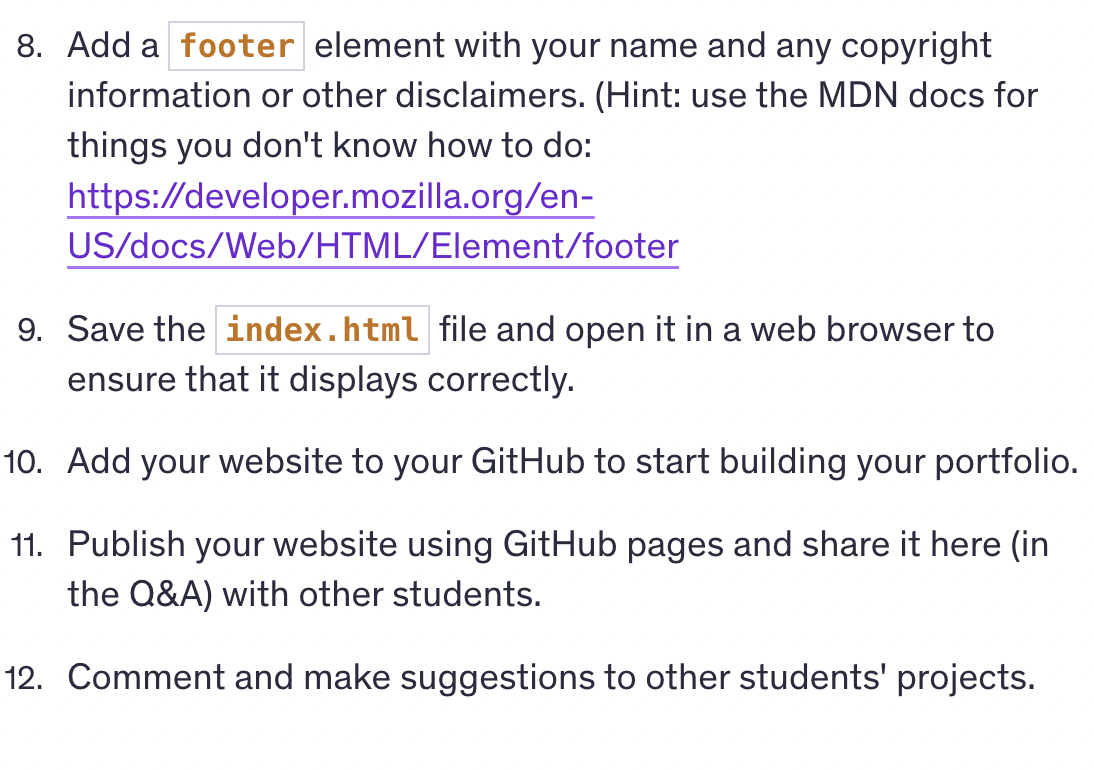 8. Add a footer element with your name and any copyright
information or other disclaimers. (Hint: use the MDN docs for
things you don't know how to do:
https://developer.mozilla.org/en-
US/docs/Web/HTML/Element/footer
9. Save the index.html file and open it in a web browser to
ensure that it displays correctly.
10. Add your website to your GitHub to start building your portfolio.
11. Publish your website using GitHub pages and share it here (in
the Q&A) with other students.
12. Comment and make suggestions to other students' projects.